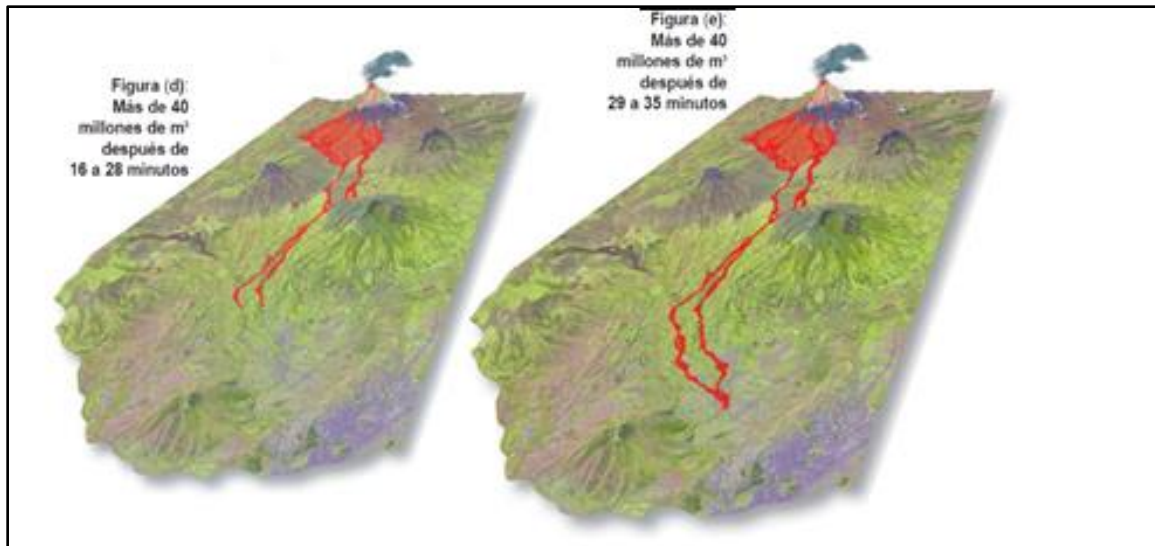 Figura (d):
Más de 40
millones de m³
después de
16 a 28 minutos
Figura (e):
Más de 40
millones de m³
después de
29 a 35 minutos